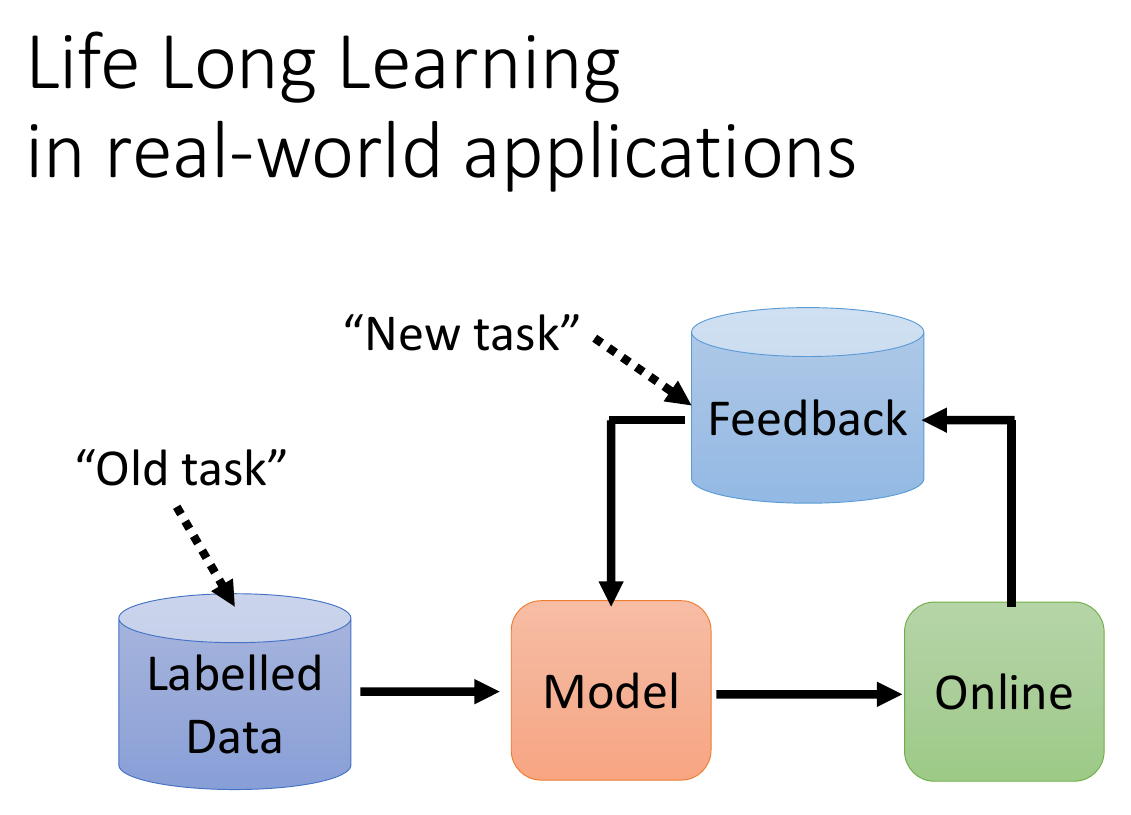 Life Long Learning
in real-world applications
“New task”
Feedback
“Old task”
Labelled
Data
Model
Online